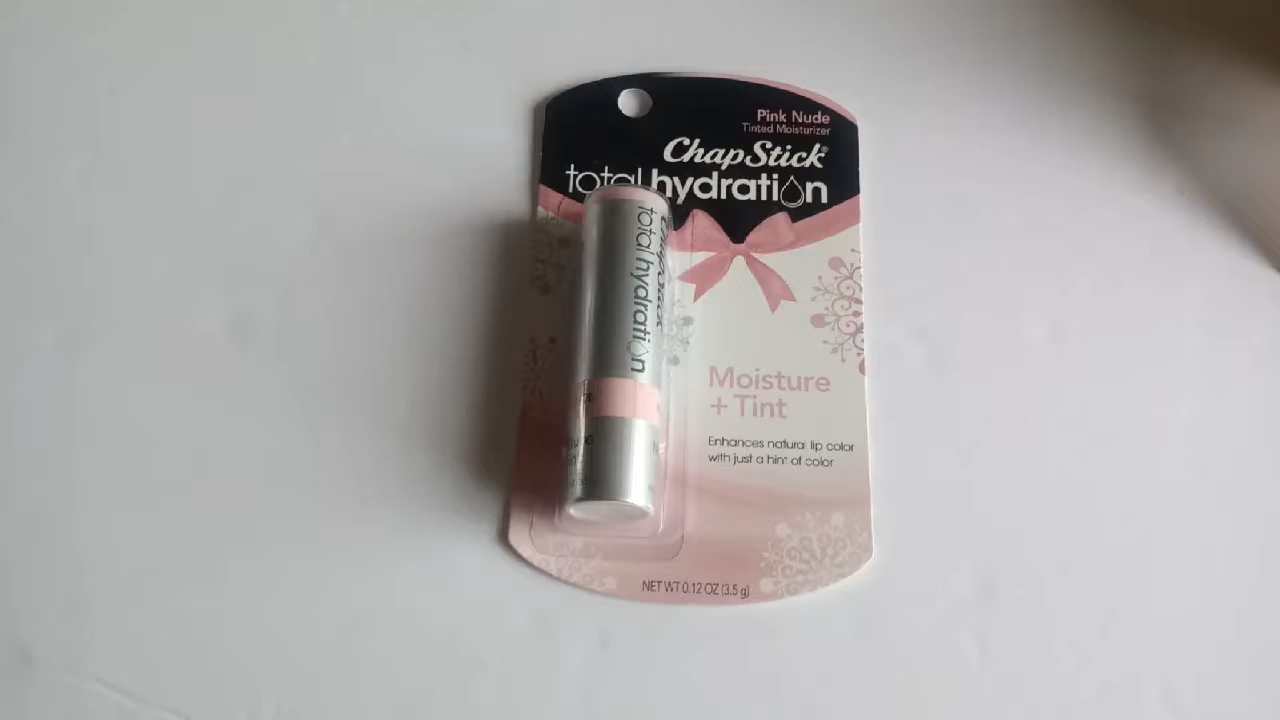 Pink Nude
Tinted Moisturizer
ChapStick®
total hydration
total hydration
Moisture
+ Tint
Enhances natural lip color
with just a hint of color
NET WT 0.12 OZ (3.5 g)